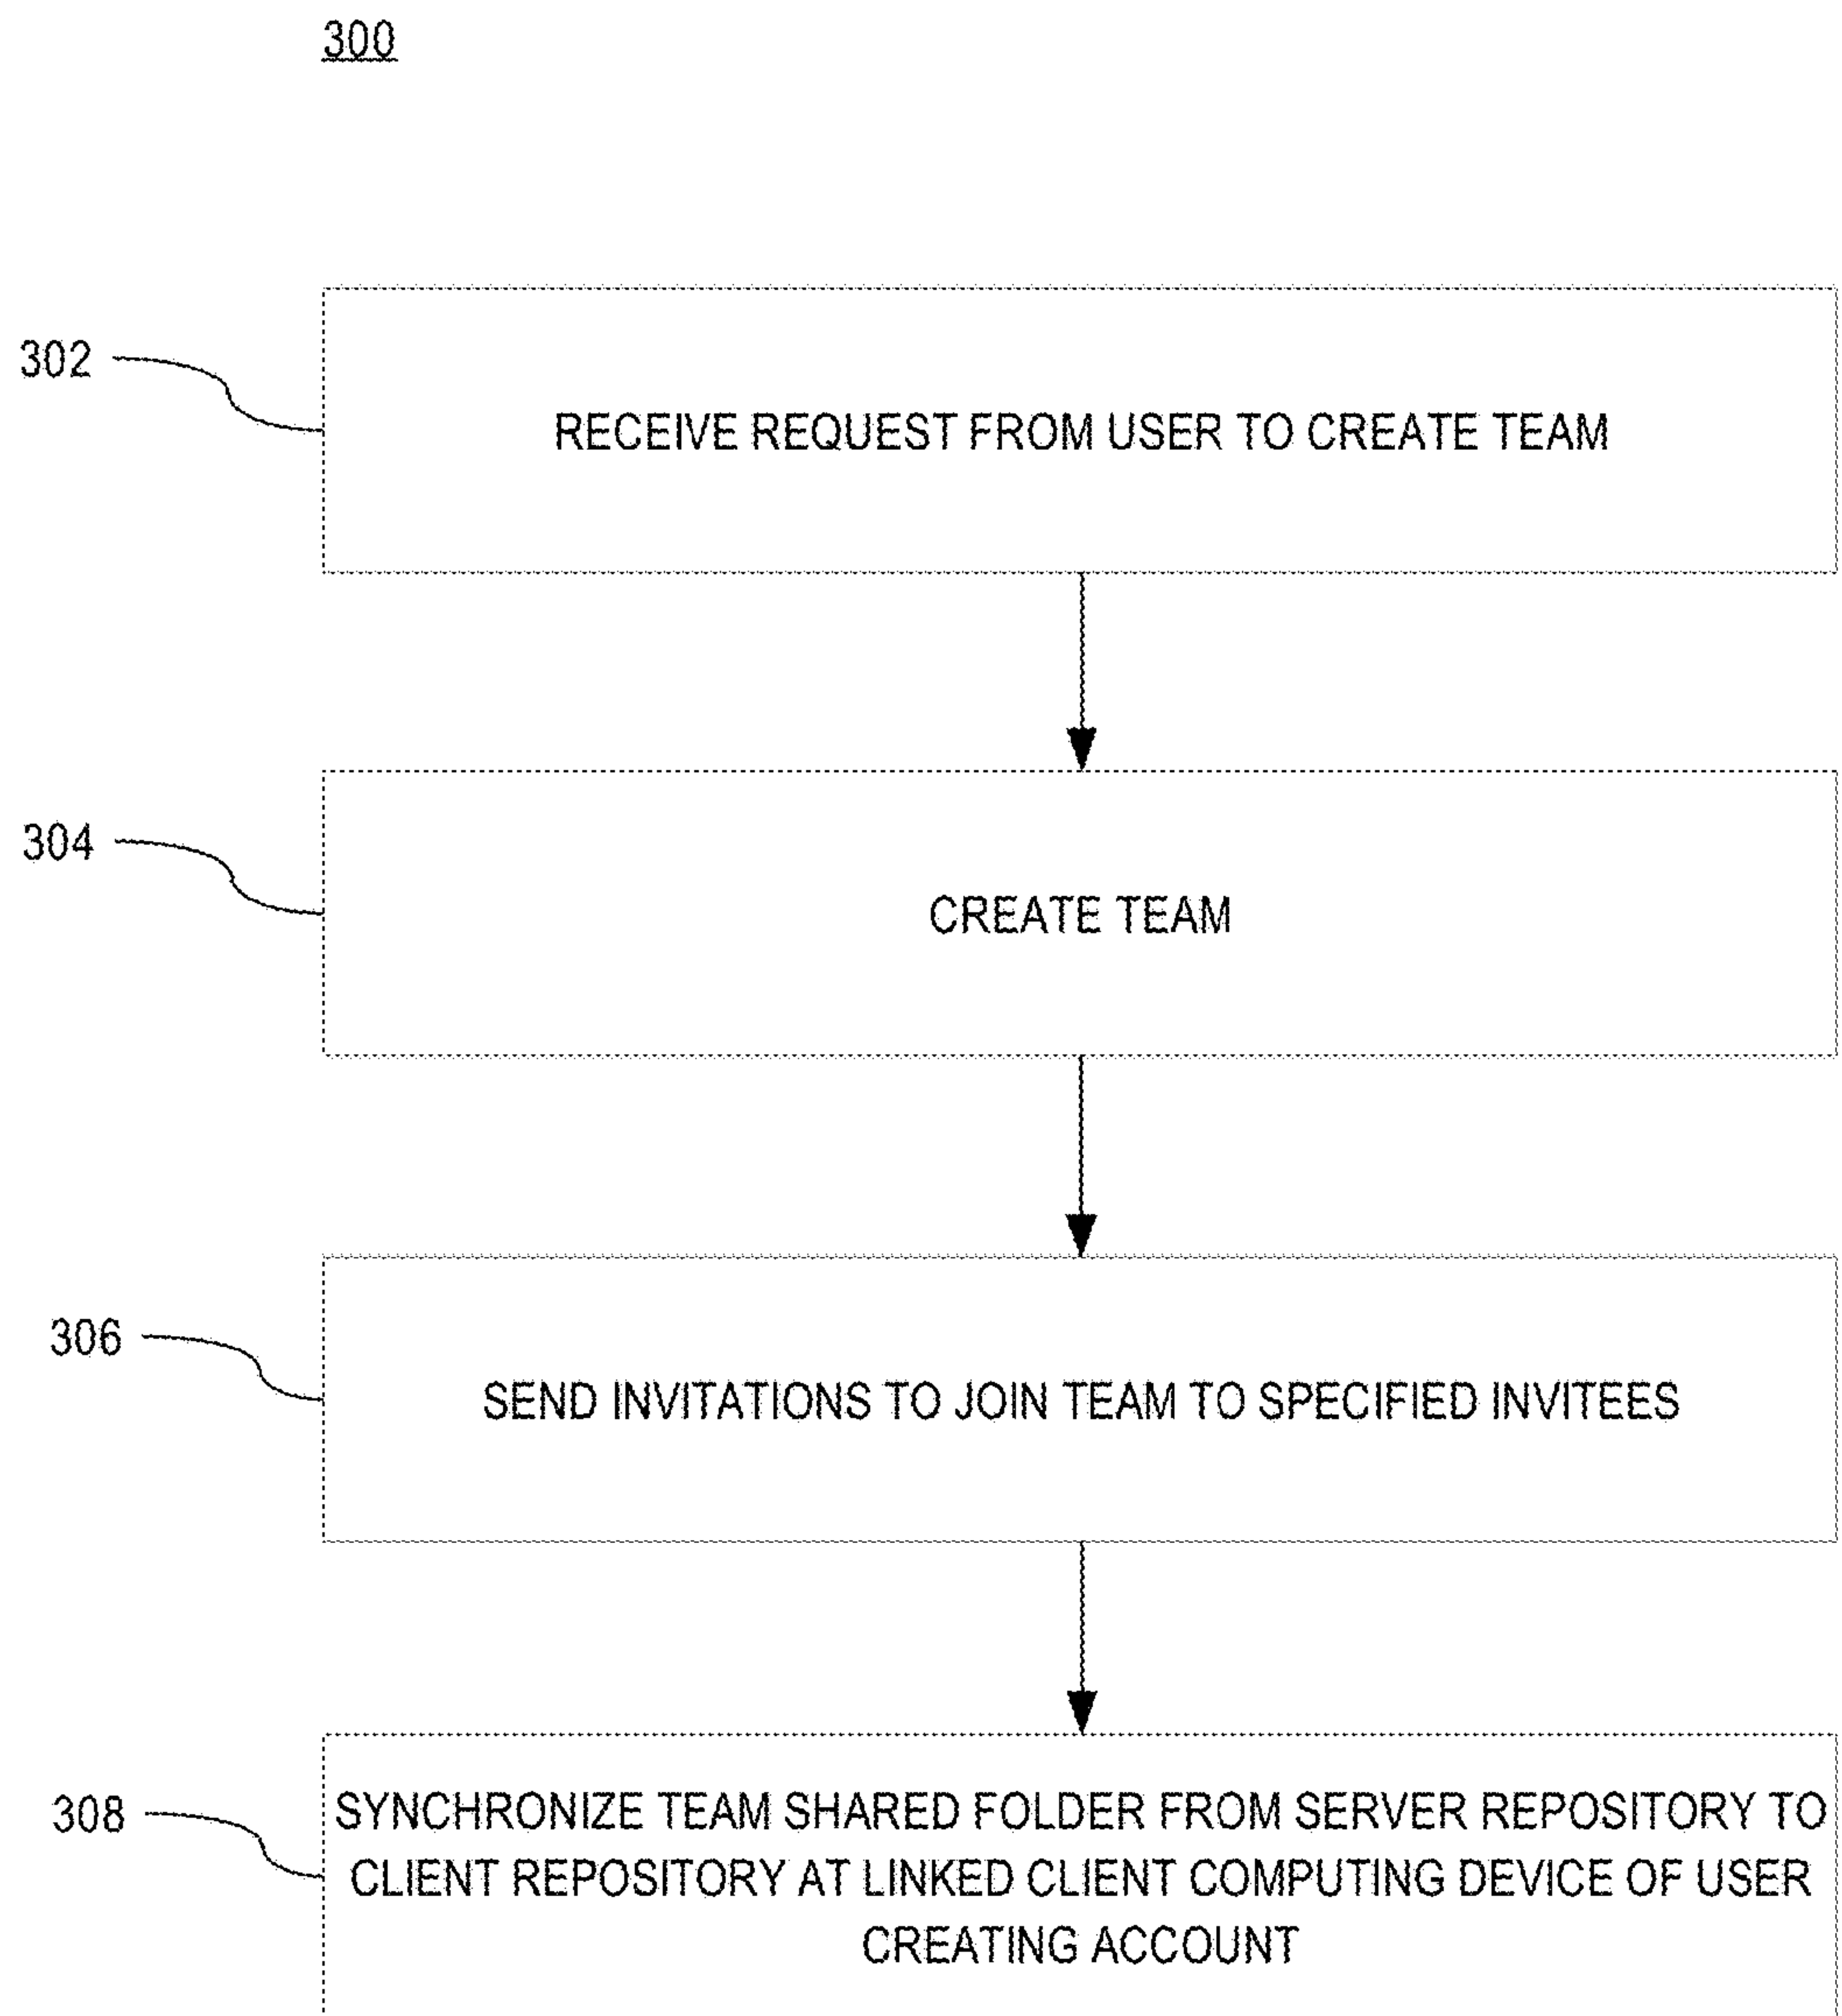 300
302
RECEIVE REQUEST FROM USER TO CREATE TEAM
304
CREATE TEAM
306
SEND INVITATIONS TO JOIN TEAM TO SPECIFIED INVITEES
308
SYNCHRONIZE TEAM SHARED FOLDER FROM SERVER REPOSITORY TO
CLIENT REPOSITORY AT LINKED CLIENT COMPUTING DEVICE OF USER
CREATING ACCOUNT